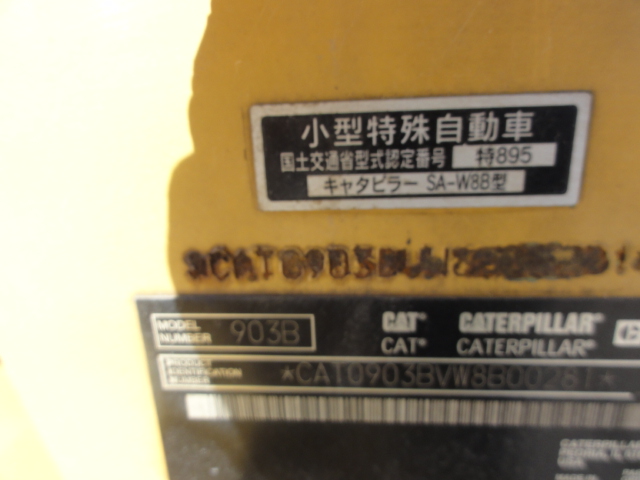 小型特殊自動車
国土交通省型式認定番号 特895
キャタピラー SA-W8B型
MODEL NUMBER 903B
CAT® CATERPILLAR®
CAT® CATERPILLAR®
PRODUCT IDENTIFICATION NUMBER *CAT0903BVW8B00281*
CATERPILLAR